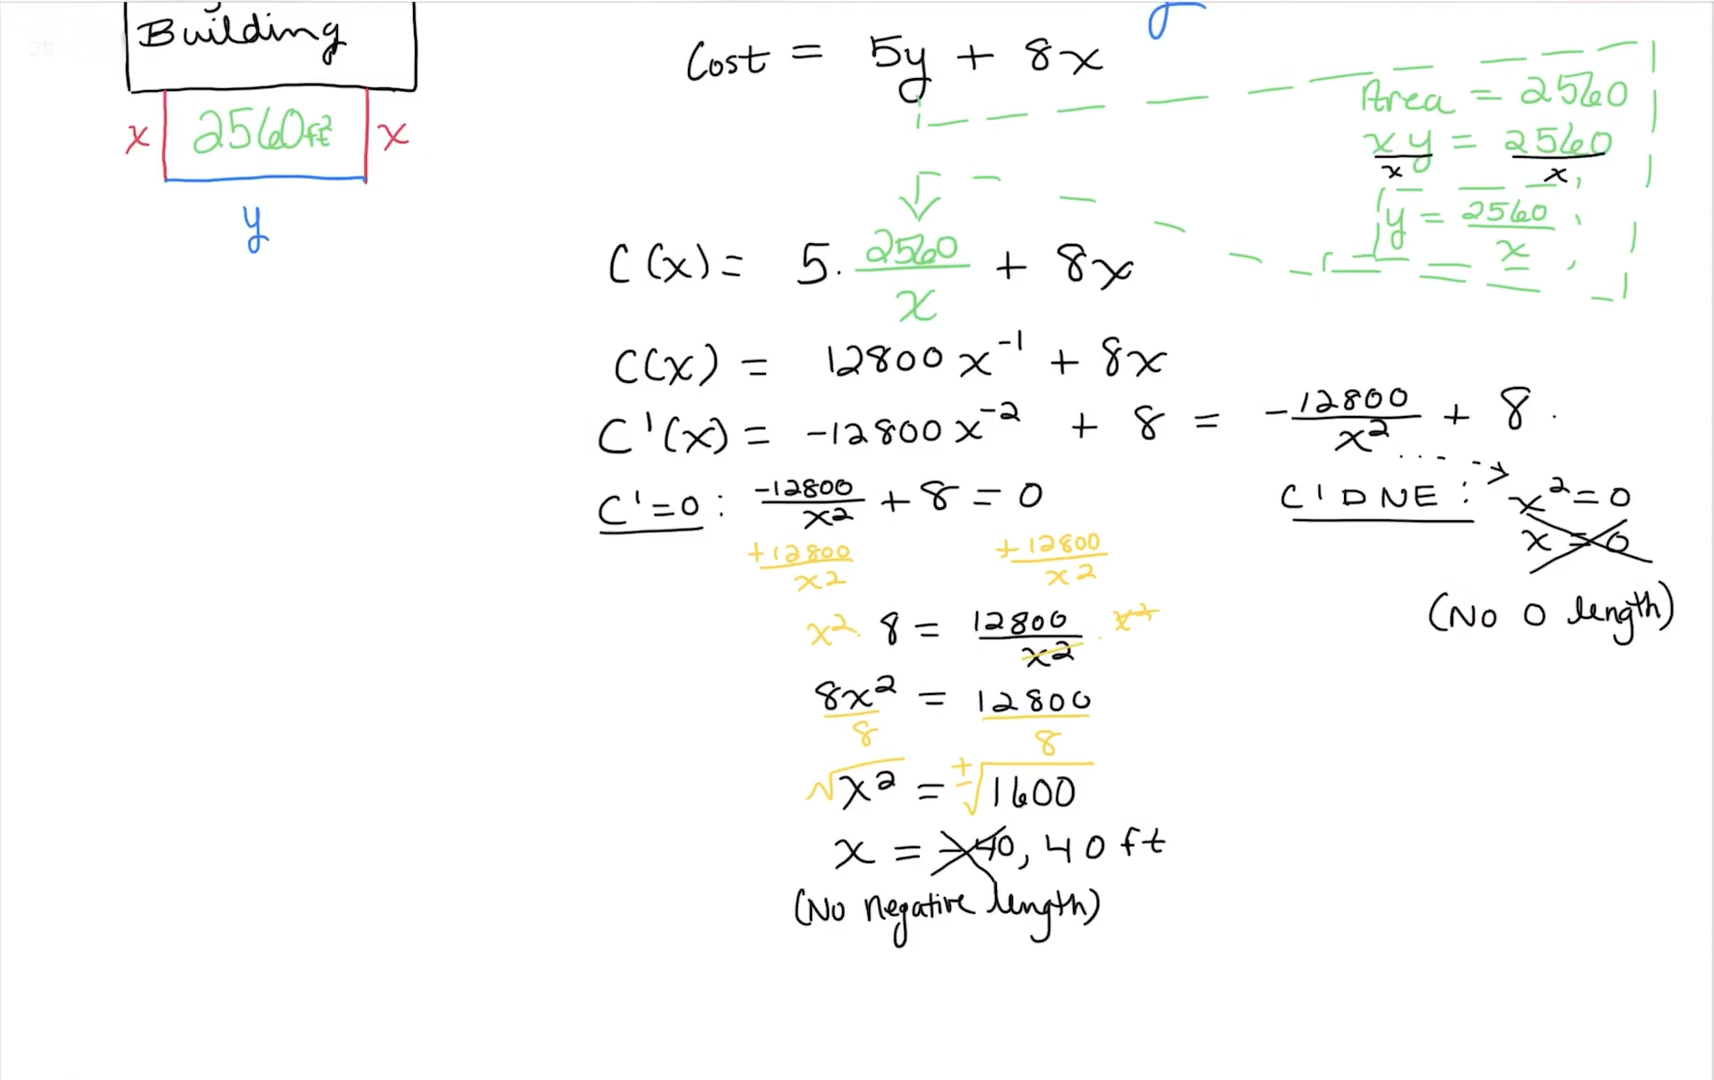 Building
x 2560ft² x
y
Cost = 5y + 8x
Area = 2560
xy/x = 2560/x
y = 2560/x
C(x) = 5 · 2560/x + 8x
C(x) = 12800x⁻¹ + 8x
C'(x) = -12800x⁻² + 8 = -12800/x² + 8
C'=0: -12800/x² + 8 = 0
+12800/x² +12800/x²
x² · 8 = 12800/x² · x²
8x²/8 = 12800/8
√x² = ±√1600
x = -40, 40 ft
(No negative length)
C' DNE: x² = 0
x = 0
(No 0 length)